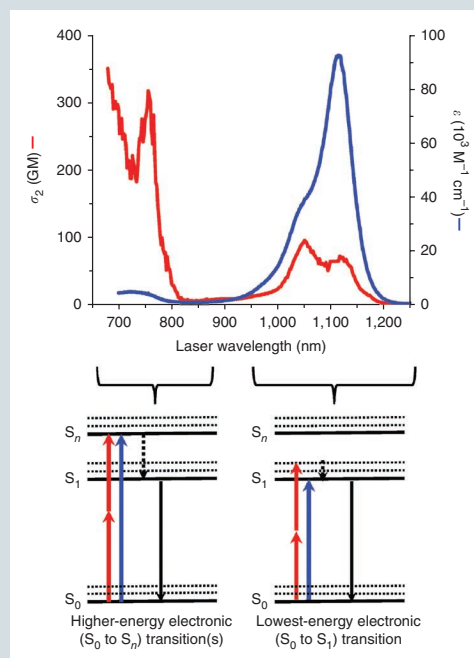 400
300
200
100
0
σ2 (GM) —
100
80
60
40
20
0
ε (10³ M⁻¹ cm⁻¹) —
700 800 900 1,000 1,100 1,200
Laser wavelength (nm)
Sn
S1
S0
Higher-energy electronic
(S0 to Sn) transition(s)
Sn
S1
S0
Lowest-energy electronic
(S0 to S1) transition